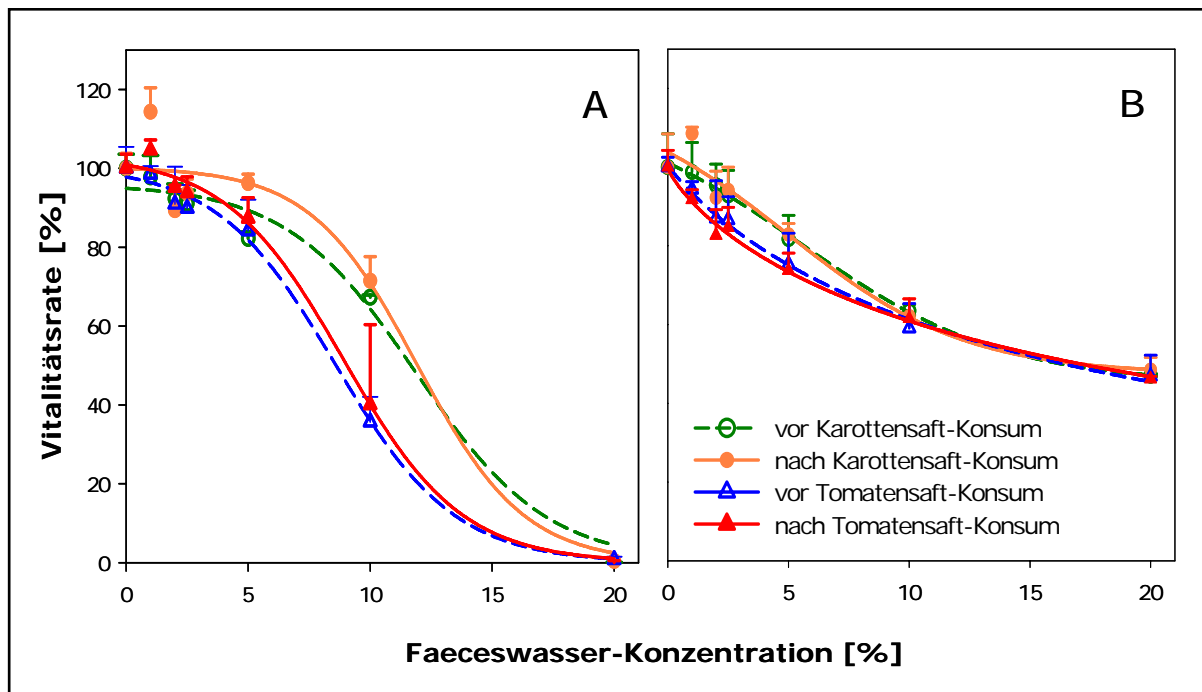 A
B
Vitalitätsrate [%]
120
100
80
60
40
20
0
vor Karottensaft-Konsum
nach Karottensaft-Konsum
vor Tomatensaft-Konsum
nach Tomatensaft-Konsum
0 5 10 15 20
0 5 10 15 20
Faeceswasser-Konzentration [%]